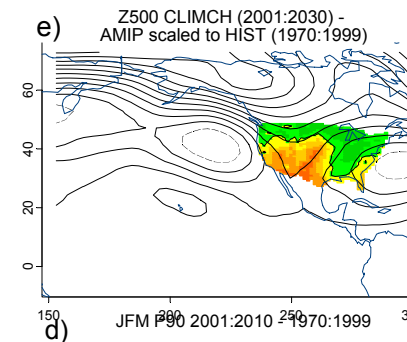 e)
Z500 CLIMCH (2001:2030) -
AMIP scaled to HIST (1970:1999)
60
40
20
0
150
200
250
d)
JFM P90 2001:2010 - 1970:1999